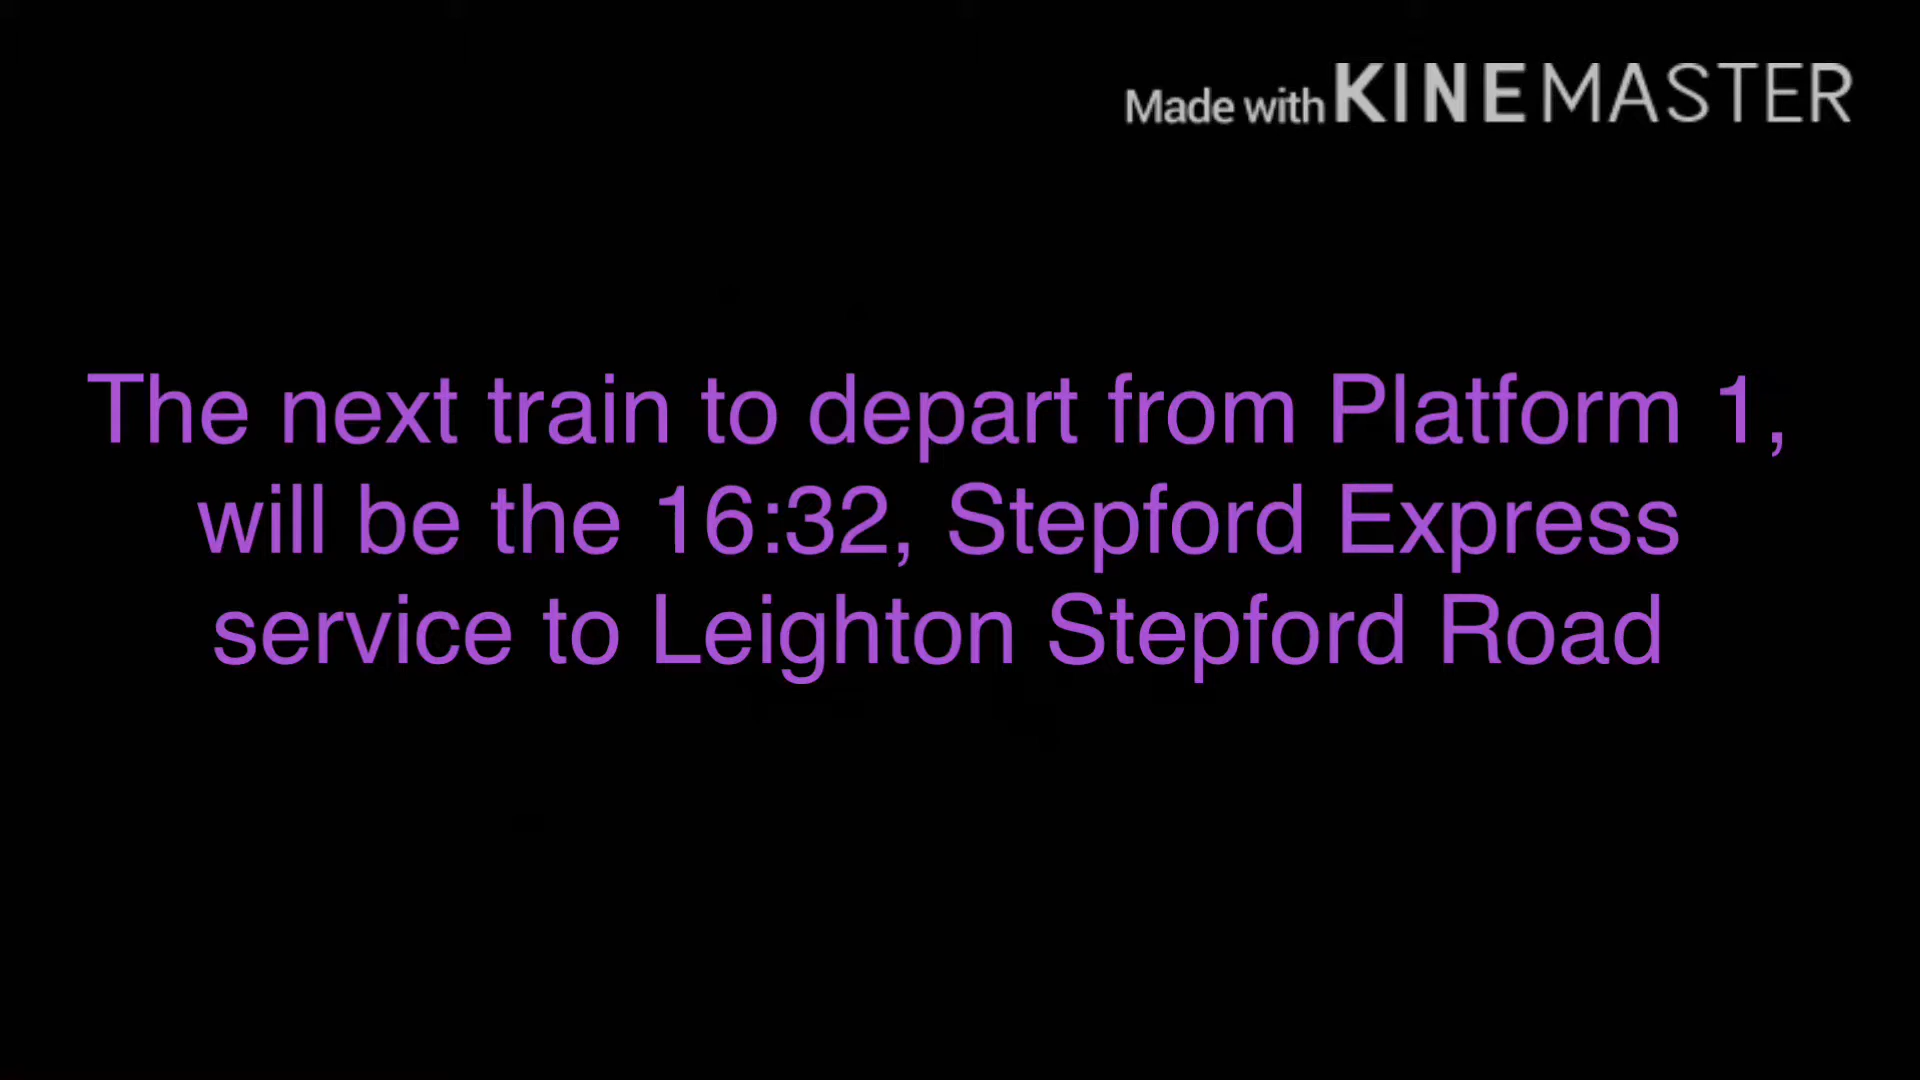 Made with KINEMASTER
The next train to depart from Platform 1,
will be the 16:32, Stepford Express
service to Leighton Stepford Road